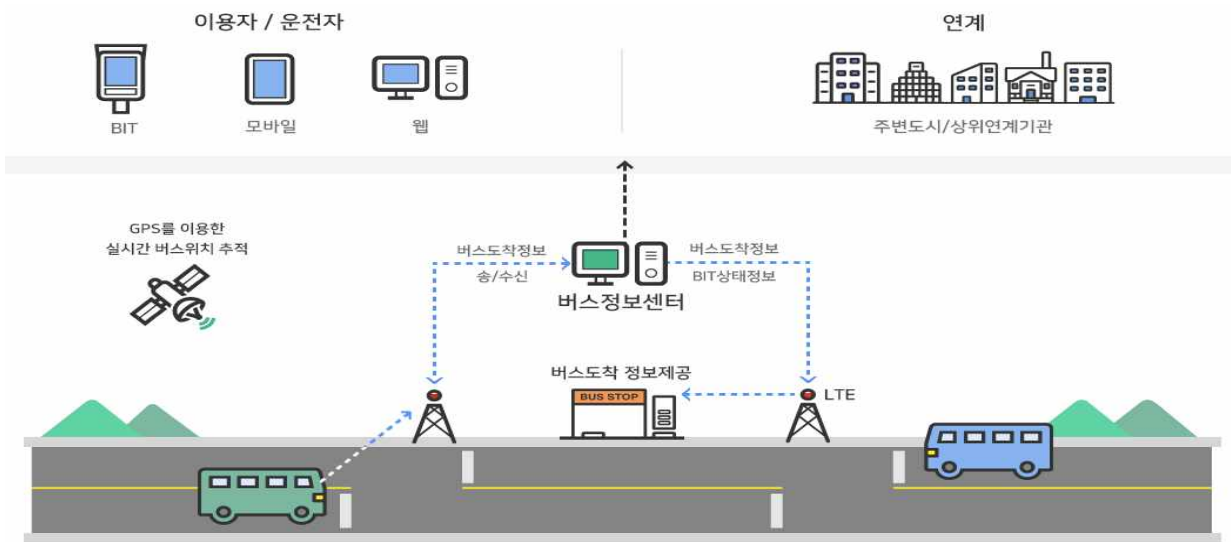 이용자 / 운전자
연계
BIT
모바일
웹
주변도시/상위연계기관
GPS를 이용한
실시간 버스위치 추적
버스도착정보
송/수신
버스도착정보
BIT상태정보
버스정보센터
버스도착 정보제공
BUS STOP
LTE